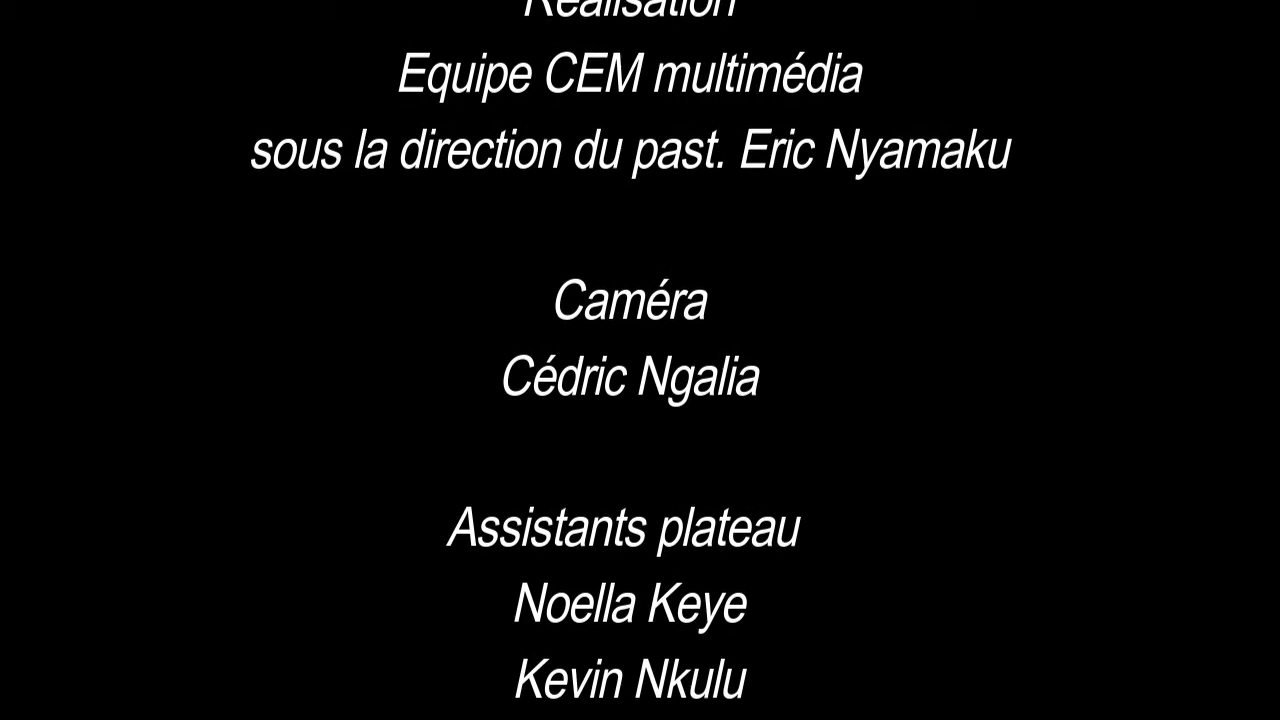 Réalisation
Equipe CEM multimédia
sous la direction du past. Eric Nyamaku
Caméra
Cédric Ngalia
Assistants plateau
Noella Keye
Kevin Nkulu